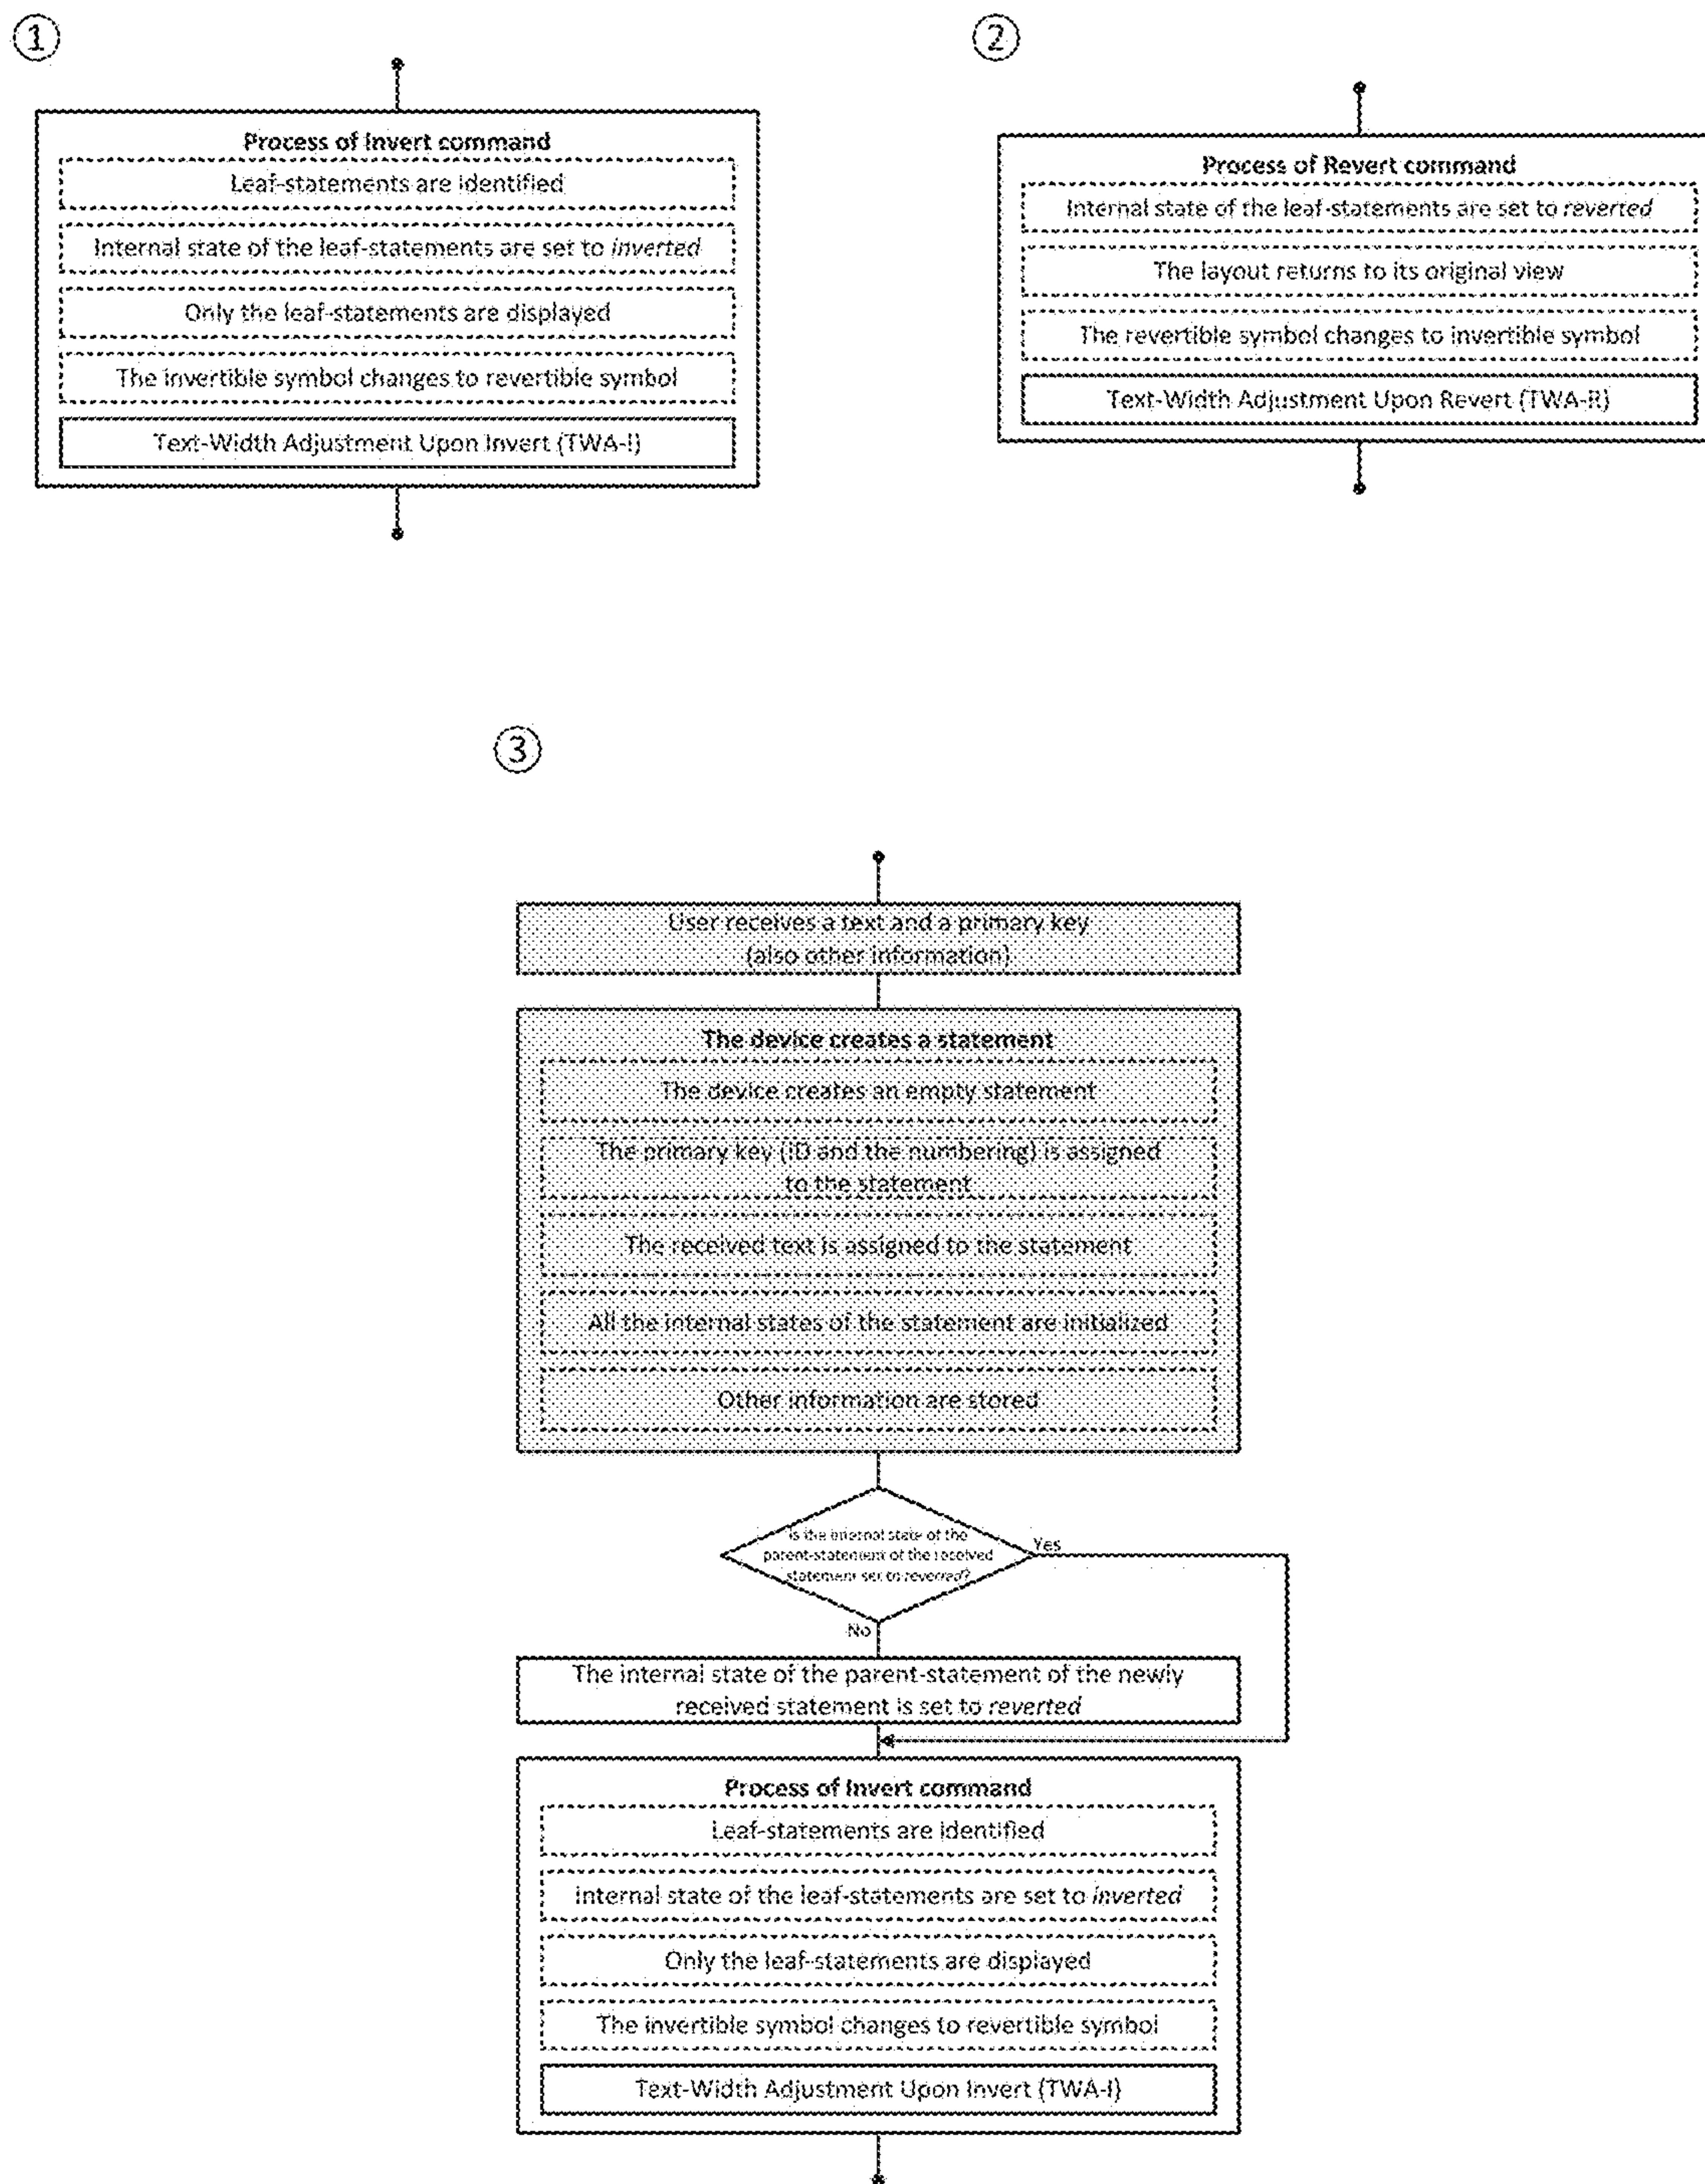 ①
Process of Invert command
Leaf-statements are identified
Internal state of the leaf-statements are set to inverted
Only the leaf-statements are displayed
The invertible symbol changes to revertible symbol
Text-Width Adjustment Upon Invert (TWA-I)
②
Process of Revert command
Internal state of the leaf-statements are set to reverted
The layout returns to its original view
The revertible symbol changes to invertible symbol
Text-Width Adjustment Upon Revert (TWA-R)
③
User receives a text and a primary key
(also other information)
The device creates a statement
The device creates an empty statement
The primary key (ID and the numbering) is assigned
to the statement
The received text is assigned to the statement
All the internal states of the statement are initialized
Other information are stored
Is the internal state of the
parent-statement of the received
statement set to reverred?
Yes
No
The internal state of the parent-statement of the newly
received statement is set to reverted
Process of Invert command
Leaf-statements are identified
Internal state of the leaf-statements are set to inverted
Only the leaf-statements are displayed
The invertible symbol changes to revertible symbol
Text-Width Adjustment Upon Invert (TWA-I)